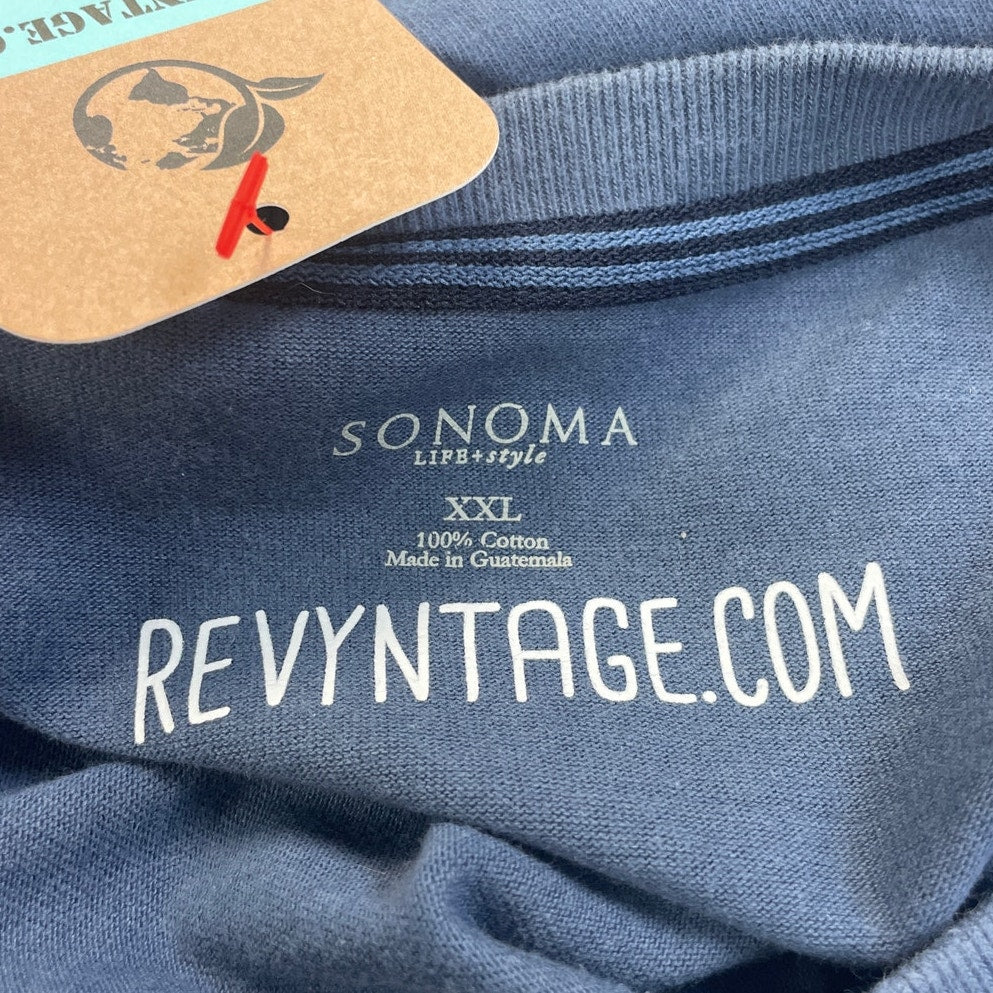 SONOMA
LIFE+style
XXL
100% Cotton
Made in Guatemala
REVYNTAGE.COM